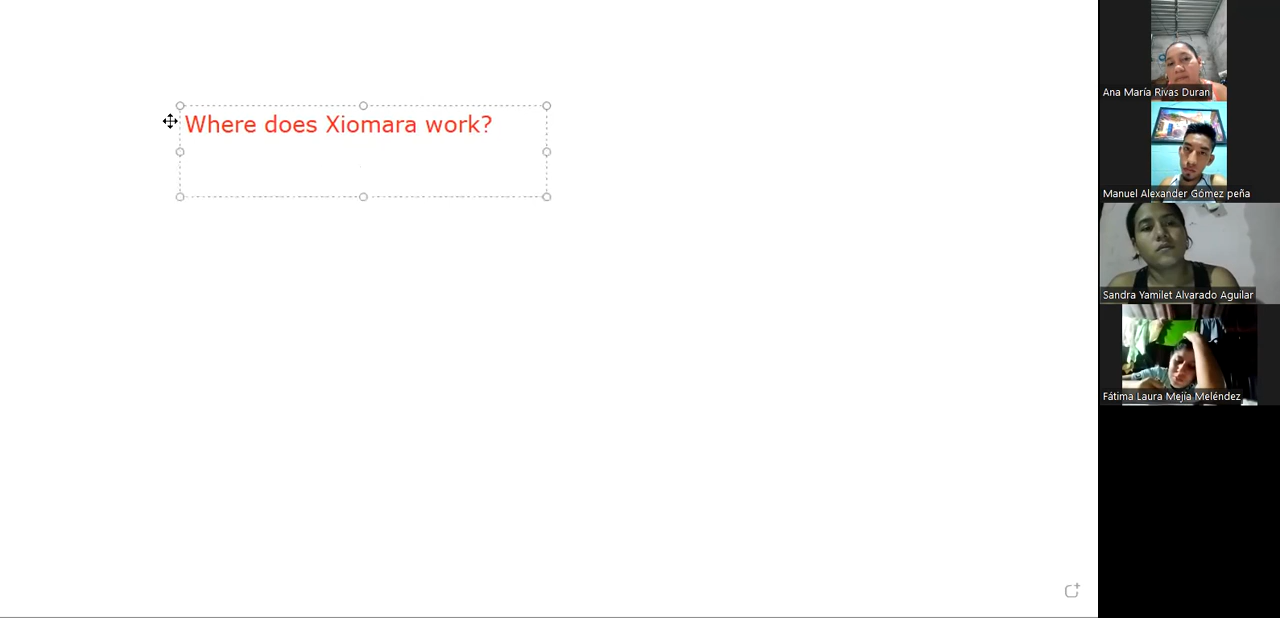 Where does Xiomara work?
Ana María Rivas Duran
Manuel Alexander Gómez peña
Sandra Yamilet Alvarado Aguilar
Fátima Laura Mejía Meléndez